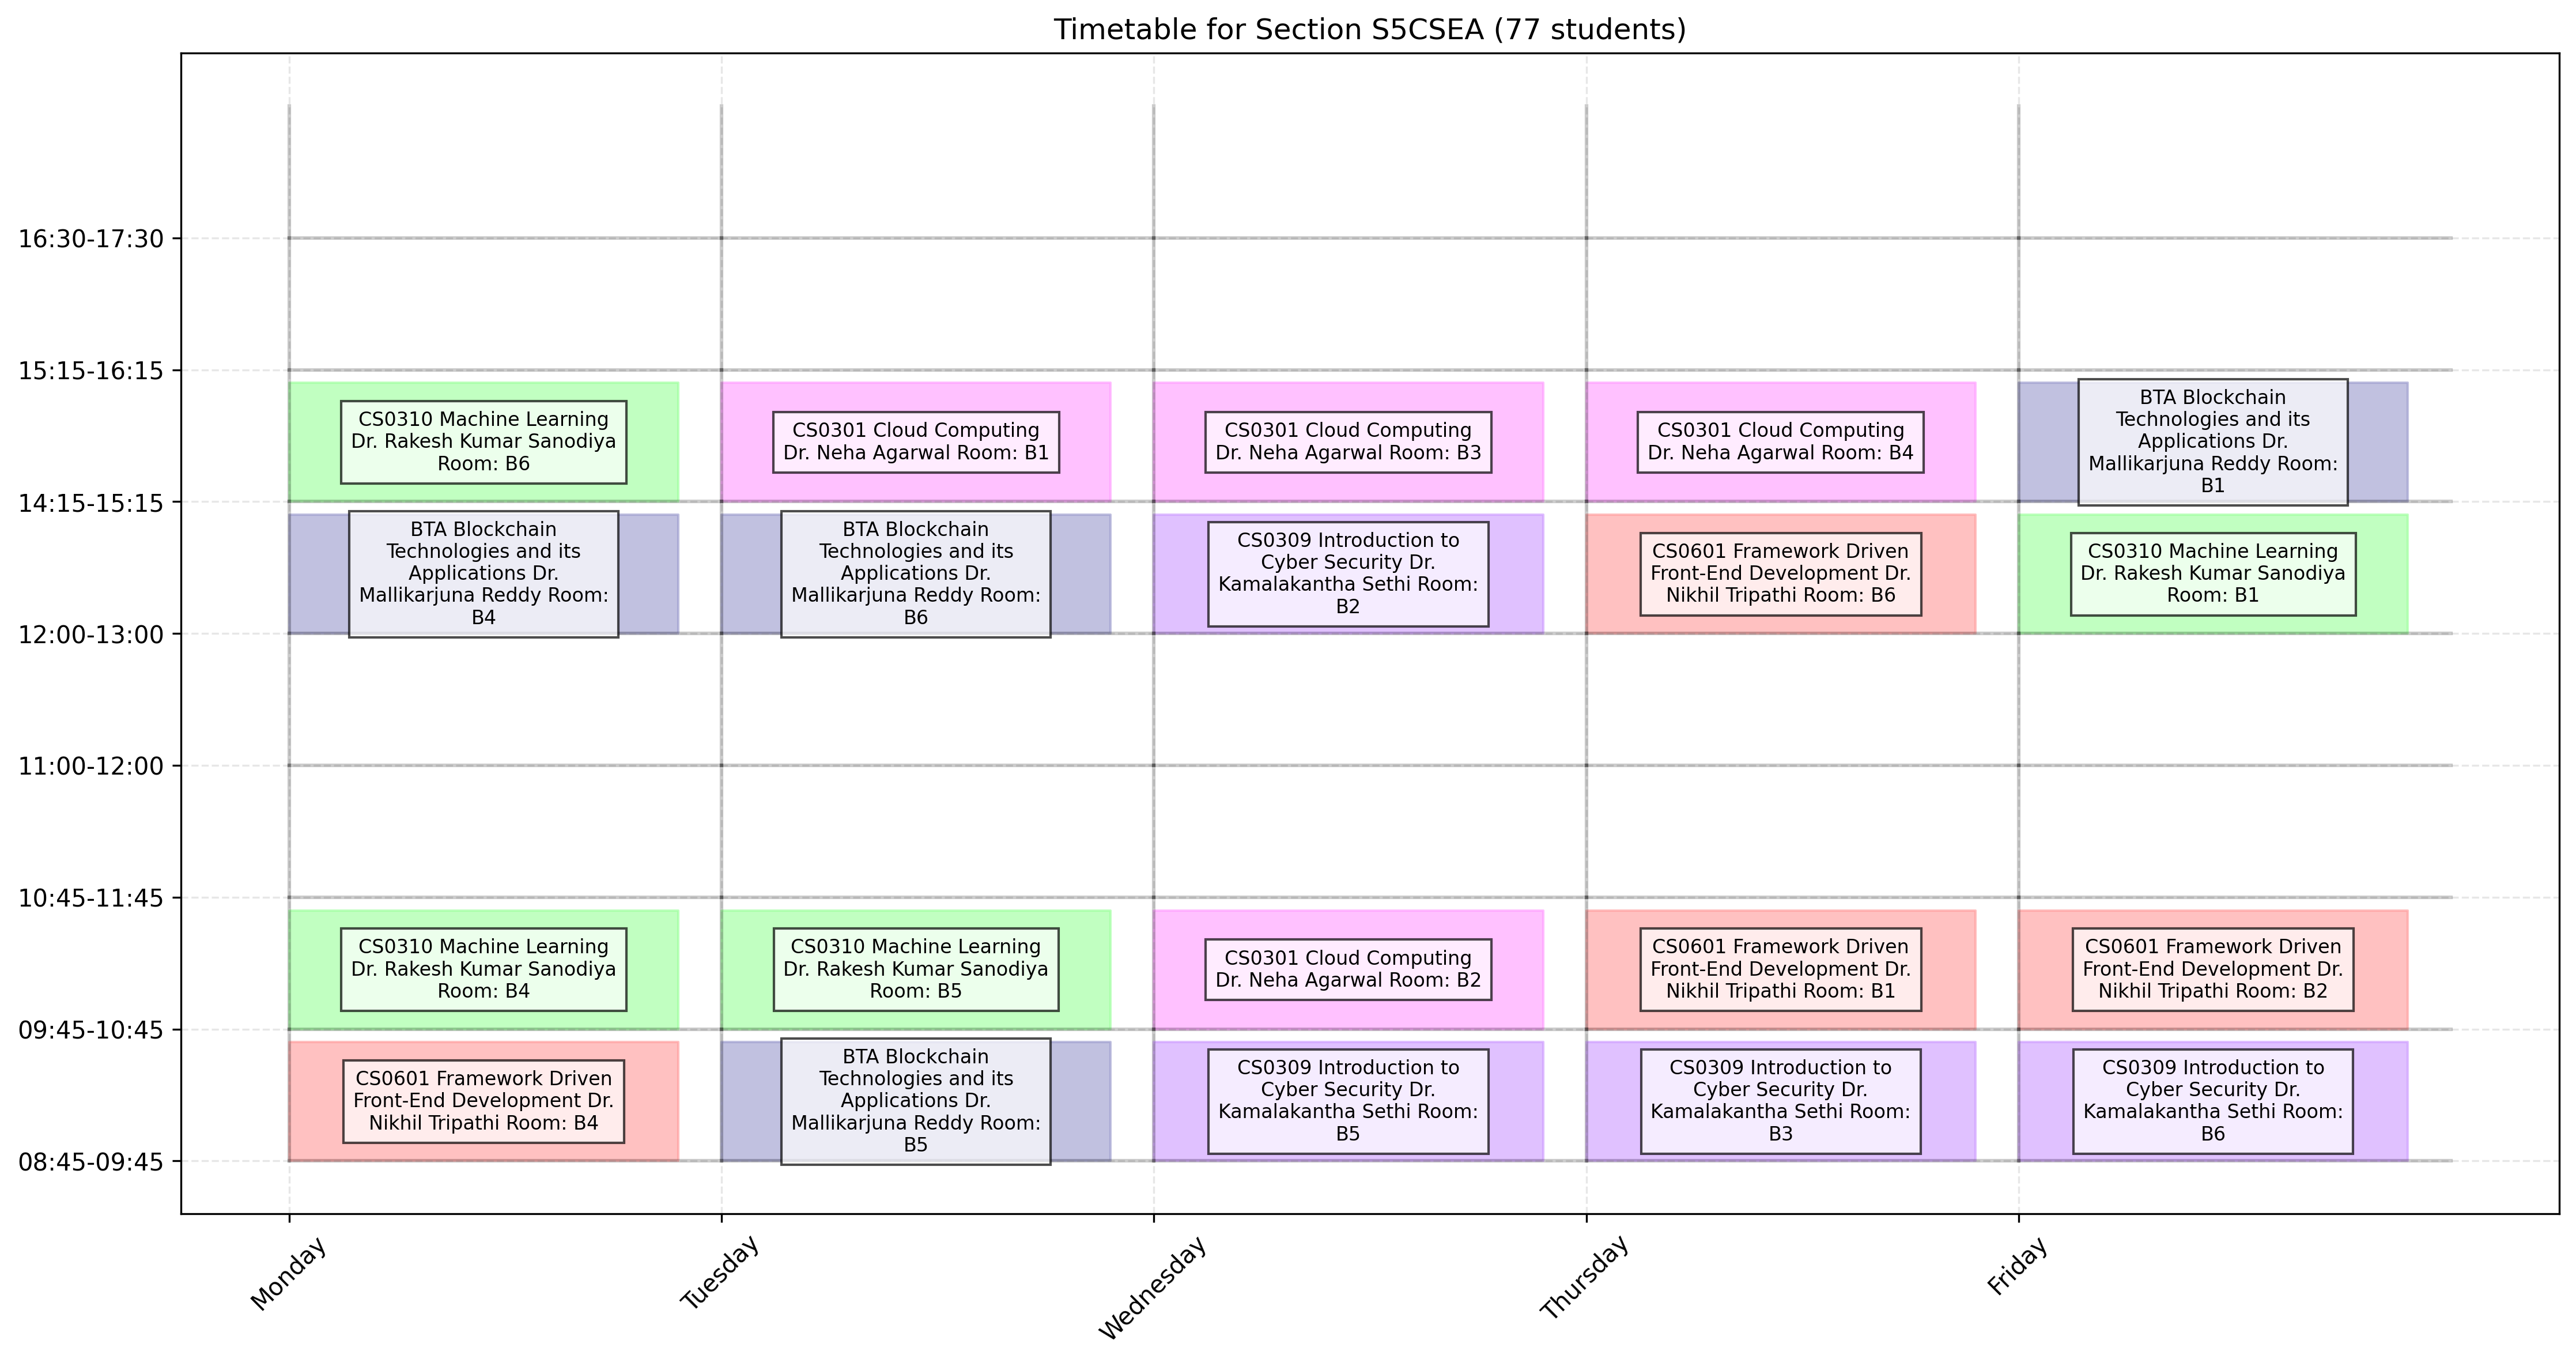 Timetable for Section S5CSEA (77 students)
16:30-17:30
15:15-16:15
CS0310 Machine Learning
Dr. Rakesh Kumar Sanodiya
Room: B6
CS0301 Cloud Computing
Dr. Neha Agarwal Room: B1
CS0301 Cloud Computing
Dr. Neha Agarwal Room: B3
CS0301 Cloud Computing
Dr. Neha Agarwal Room: B4
BTA Blockchain
Technologies and its
Applications Dr.
Mallikarjuna Reddy Room:
B1
14:15-15:15
BTA Blockchain
Technologies and its
Applications Dr.
Mallikarjuna Reddy Room:
B4
BTA Blockchain
Technologies and its
Applications Dr.
Mallikarjuna Reddy Room:
B6
CS0309 Introduction to
Cyber Security Dr.
Kamalakantha Sethi Room:
B2
CS0601 Framework Driven
Front-End Development Dr.
Nikhil Tripathi Room: B6
CS0310 Machine Learning
Dr. Rakesh Kumar Sanodiya
Room: B1
12:00-13:00
11:00-12:00
10:45-11:45
CS0310 Machine Learning
Dr. Rakesh Kumar Sanodiya
Room: B4
CS0310 Machine Learning
Dr. Rakesh Kumar Sanodiya
Room: B5
CS0301 Cloud Computing
Dr. Neha Agarwal Room: B2
CS0601 Framework Driven
Front-End Development Dr.
Nikhil Tripathi Room: B1
CS0601 Framework Driven
Front-End Development Dr.
Nikhil Tripathi Room: B2
09:45-10:45
CS0601 Framework Driven
Front-End Development Dr.
Nikhil Tripathi Room: B4
BTA Blockchain
Technologies and its
Applications Dr.
Mallikarjuna Reddy Room:
B5
CS0309 Introduction to
Cyber Security Dr.
Kamalakantha Sethi Room:
B5
CS0309 Introduction to
Cyber Security Dr.
Kamalakantha Sethi Room:
B3
CS0309 Introduction to
Cyber Security Dr.
Kamalakantha Sethi Room:
B6
08:45-09:45
Monday
Tuesday
Wednesday
Thursday
Friday